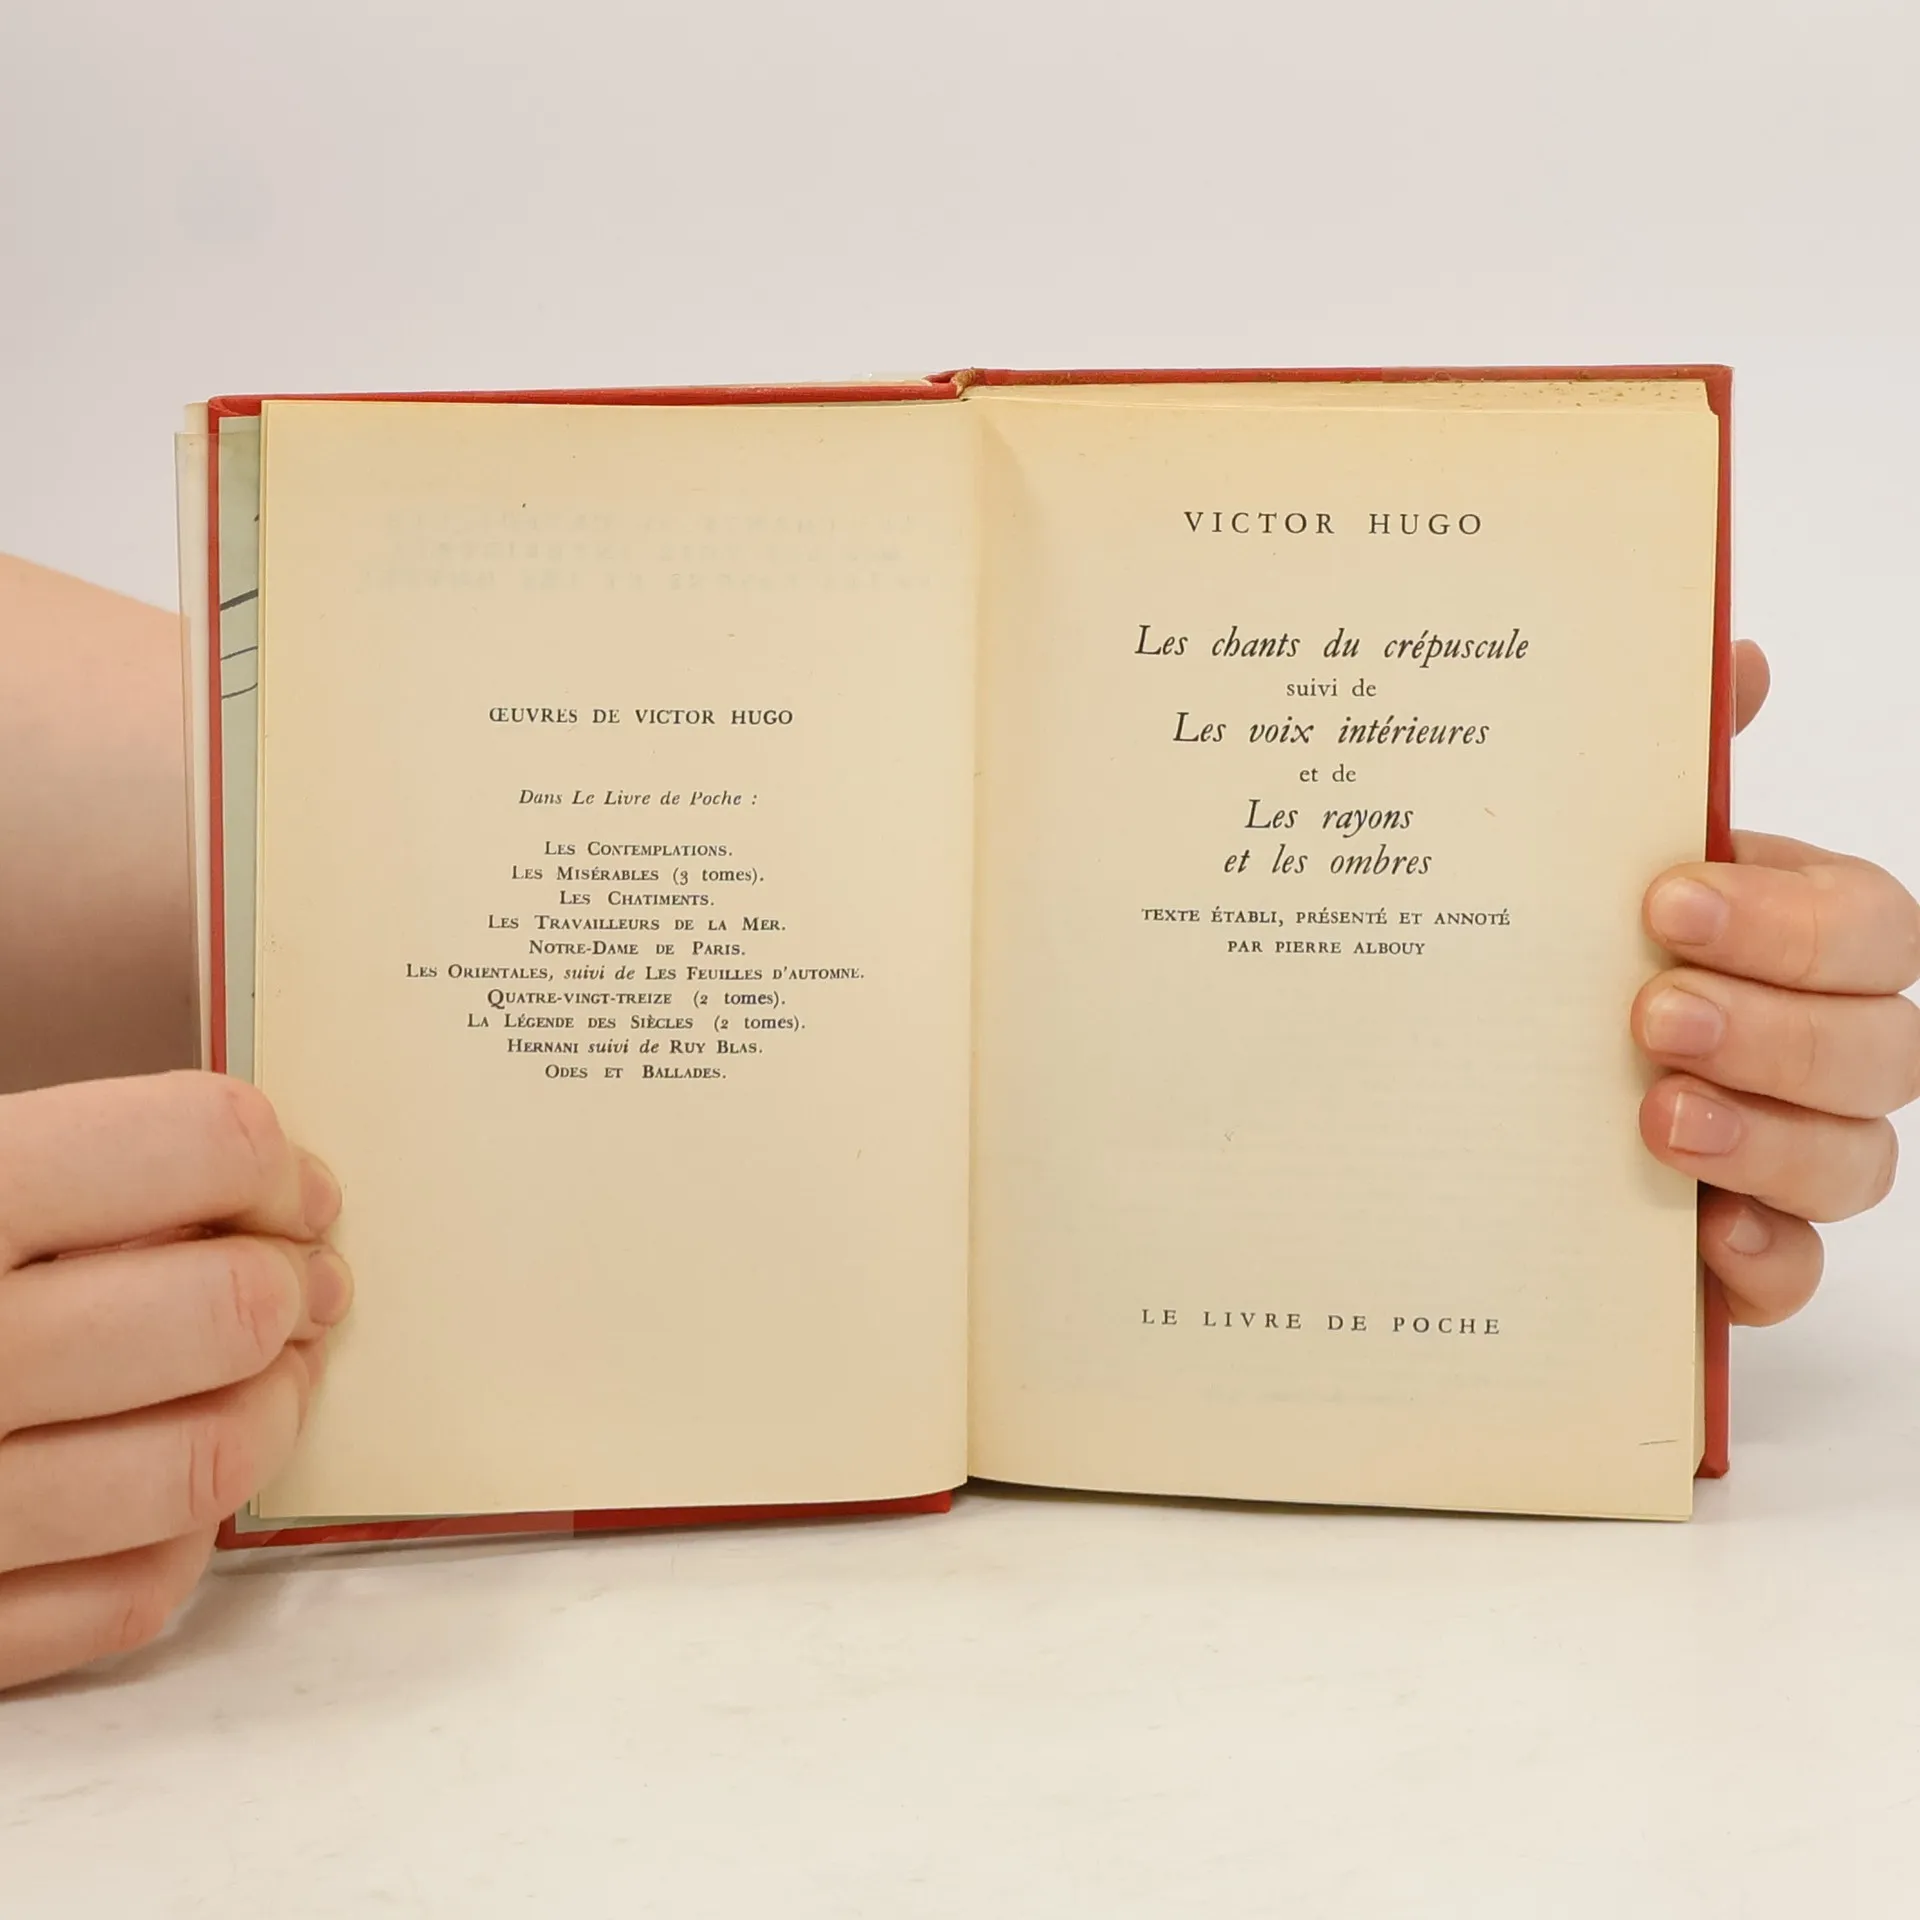 ŒUVRES DE VICTOR HUGO
Dans Le Livre de Poche :
LES CONTEMPLATIONS.
LES MISÉRABLES (3 tomes).
LES CHATIMENTS.
LES TRAVAILLEURS DE LA MER.
NOTRE-DAME DE PARIS.
LES ORIENTALES, suivi de LES FEUILLES D'AUTOMNE.
QUATRE-VINGT-TREIZE (2 tomes).
LA LÉGENDE DES SIÈCLES (2 tomes).
HERNANI suivi de RUY BLAS.
ODES ET BALLADES.
VICTOR HUGO
Les chants du crépuscule
suivi de
Les voix intérieures
et de
Les rayons
et les ombres
TEXTE ÉTABLI, PRÉSENTÉ ET ANNOTÉ
PAR PIERRE ALBOUY
LE LIVRE DE POCHE